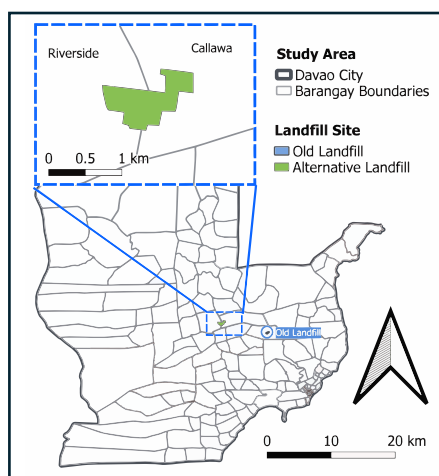 Riverside
Callawa
0 0.5 1 km
Study Area
Davao City
Barangay Boundaries
Landfill Site
Old Landfill
Alternative Landfill
Old Landfill
0 10 20 km